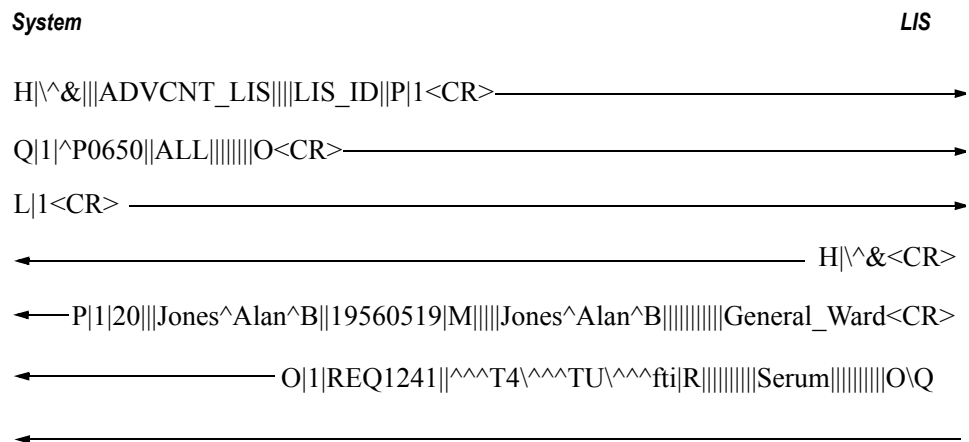 System LIS
H|\^&|||ADVCNT_LIS||||LIS_ID||P|1<CR>
Q|1|^P0650||ALL||||||||O<CR>
L|1<CR>
H|\^&<CR>
P|1|20|||Jones^Alan^B||19560519|M|||||Jones^Alan^B|||||||||||General_Ward<CR>
O|1|REQ1241||^^^T4\^^^TU\^^^fti|R||||||||||Serum||||||||||O\Q